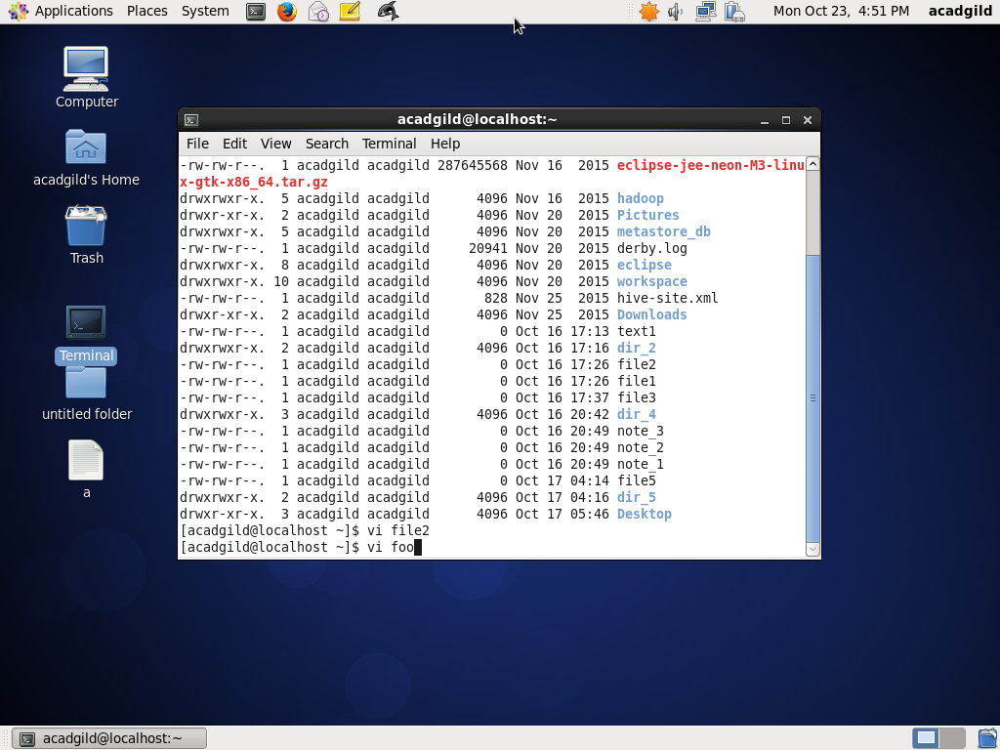 Applications Places System Mon Oct 23, 4:51 PM acadgild
Computer
acadgild's Home
Trash
Terminal
untitled folder
a
acadgild@localhost:~
File Edit View Search Terminal Help
-rw-rw-r--.  1 acadgild acadgild 287645568 Nov 16  2015 eclipse-jee-neon-M3-linu
x-gtk-x86_64.tar.gz
drwxrwxr-x.  5 acadgild acadgild      4096 Nov 16  2015 hadoop
drwxr-xr-x.  2 acadgild acadgild      4096 Nov 20  2015 Pictures
drwxrwxr-x.  5 acadgild acadgild      4096 Nov 20  2015 metastore_db
-rw-rw-r--.  1 acadgild acadgild     20941 Nov 20  2015 derby.log
drwxrwxr-x.  8 acadgild acadgild      4096 Nov 20  2015 eclipse
drwxrwxr-x. 10 acadgild acadgild      4096 Nov 20  2015 workspace
-rw-rw-r--.  1 acadgild acadgild       828 Nov 25  2015 hive-site.xml
drwxr-xr-x.  2 acadgild acadgild      4096 Nov 25  2015 Downloads
-rw-rw-r--.  1 acadgild acadgild         0 Oct 16 17:13 text1
drwxrwxr-x.  2 acadgild acadgild      4096 Oct 16 17:16 dir_2
-rw-rw-r--.  1 acadgild acadgild         0 Oct 16 17:26 file2
-rw-rw-r--.  1 acadgild acadgild         0 Oct 16 17:26 file1
-rw-rw-r--.  1 acadgild acadgild         0 Oct 16 17:37 file3
drwxrwxr-x.  3 acadgild acadgild      4096 Oct 16 20:42 dir_4
-rw-rw-r--.  1 acadgild acadgild         0 Oct 16 20:49 note_3
-rw-rw-r--.  1 acadgild acadgild         0 Oct 16 20:49 note_2
-rw-rw-r--.  1 acadgild acadgild         0 Oct 16 20:49 note_1
-rw-rw-r--.  1 acadgild acadgild         0 Oct 17 04:14 file5
drwxrwxr-x.  2 acadgild acadgild      4096 Oct 17 04:16 dir_5
drwxr-xr-x.  3 acadgild acadgild      4096 Oct 17 05:46 Desktop
[acadgild@localhost ~]$ vi file2
[acadgild@localhost ~]$ vi foo
acadgild@localhost:~